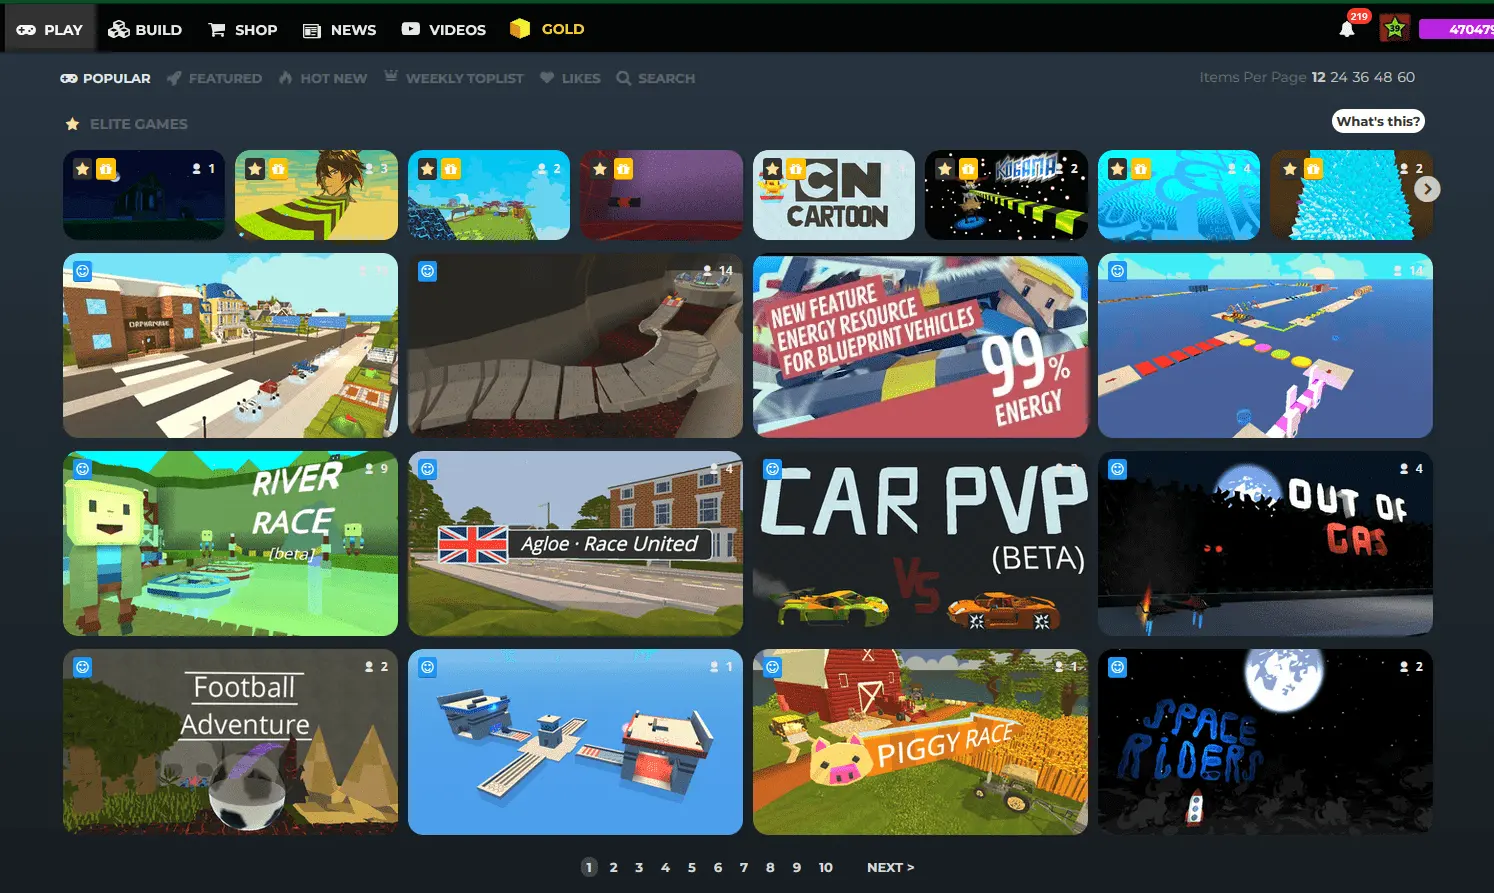 PLAY BUILD SHOP NEWS VIDEOS GOLD 219 39 470479
POPULAR FEATURED HOT NEW WEEKLY TOPLIST LIKES SEARCH Items Per Page 12 24 36 48 60
ELITE GAMES What's this?
1 3 2 2 4 2
KOGAMA
CN
CARTOON
14 14
ORPHANAGE
NEW FEATURE
ENERGY RESOURCE
FOR BLUEPRINT VEHICLES
99%
ENERGY
9 4 4
RIVER
RACE
[beta]
Agloe · Race United
CAR PVP
(BETA)
VS
OUT OF
GAS
2 1 1 2
Football
Adventure
PIGGY RACE
SPACE
RIDERS
1 2 3 4 5 6 7 8 9 10 NEXT >